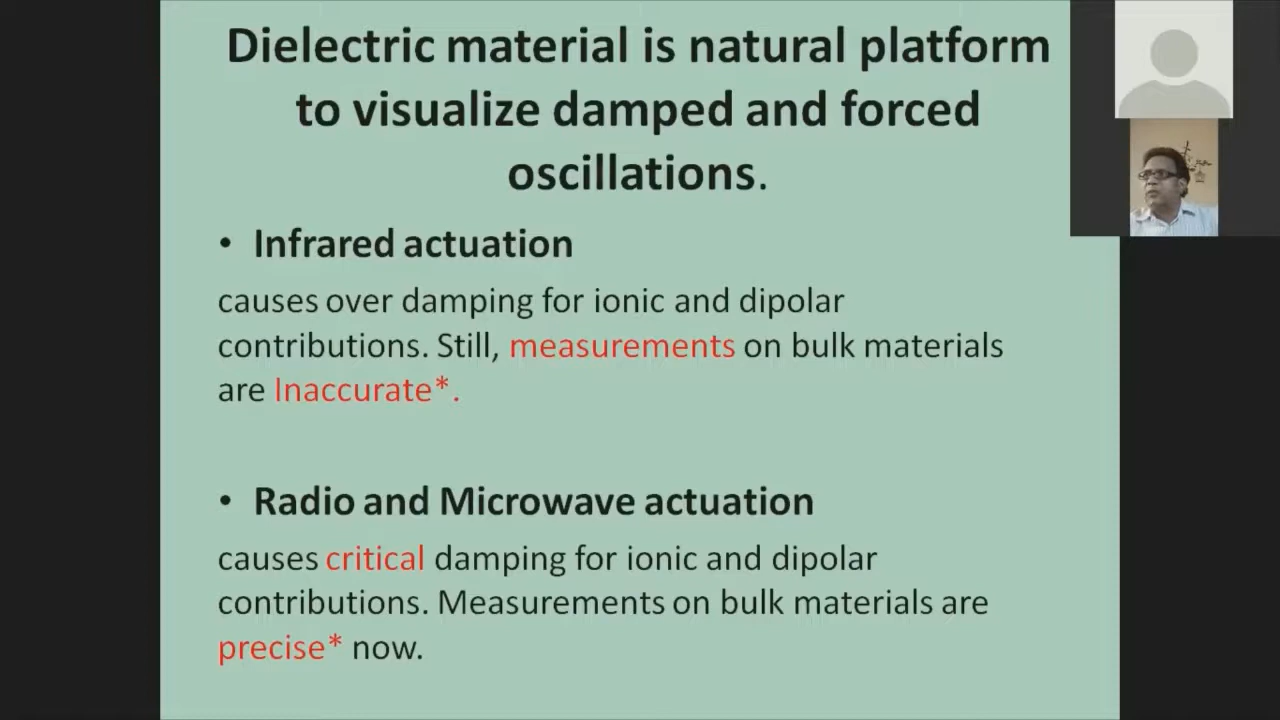 Dielectric material is natural platform
to visualize damped and forced
oscillations.
• Infrared actuation
causes over damping for ionic and dipolar
contributions. Still, measurements on bulk materials
are Inaccurate*.
• Radio and Microwave actuation
causes critical damping for ionic and dipolar
contributions. Measurements on bulk materials are
precise* now.